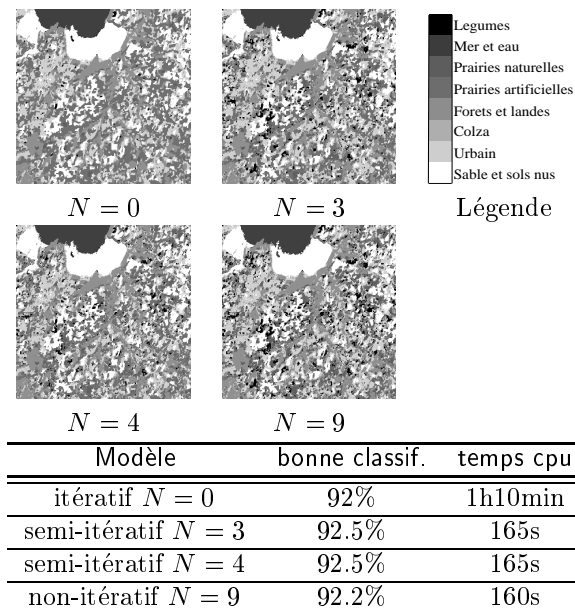 Legumes
Mer et eau
Prairies naturelles
Prairies artificielles
Forets et landes
Colza
Urbain
Sable et sols nus
N = 0 N = 3 Légende
N = 4 N = 9
Modèle bonne classif. temps cpu
itératif N = 0 92% 1h10min
semi-itératif N = 3 92.5% 165s
semi-itératif N = 4 92.5% 165s
non-itératif N = 9 92.2% 160s